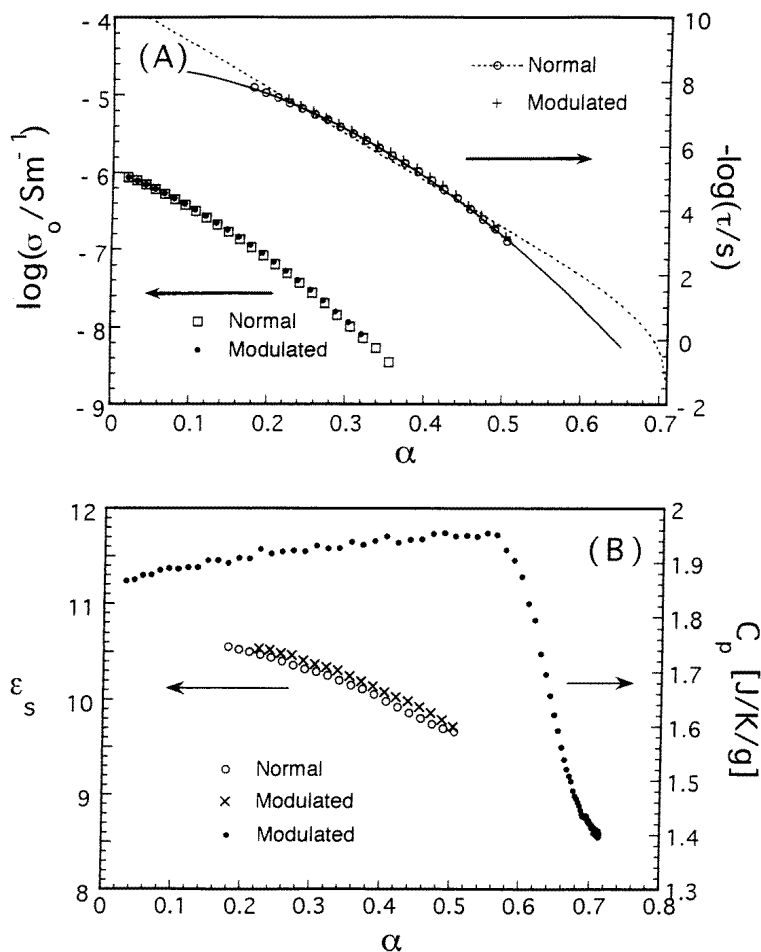 (A)
Normal
Modulated
log(σo/Sm-1)
-4
-5
-6
-7
-8
-9
10
8
6
4
2
0
-2
-log(τ/s)
Normal
Modulated
0 0.1 0.2 0.3 0.4 0.5 0.6 0.7
α
(B)
12
11
10
9
8
εs
2
1.9
1.8
1.7
1.6
1.5
1.4
1.3
Cp [J/K/g]
Normal
Modulated
Modulated
0 0.1 0.2 0.3 0.4 0.5 0.6 0.7 0.8
α